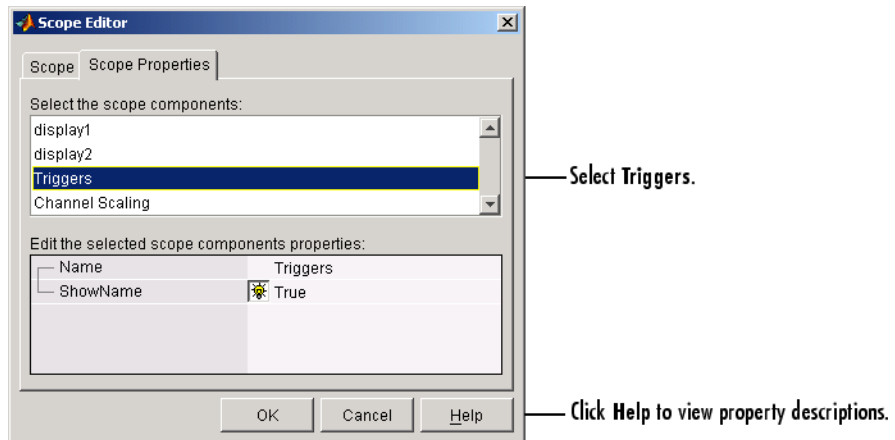 Scope Editor
Scope Scope Properties
Select the scope components:
display1
display2
Triggers
Channel Scaling
Select Triggers.
Edit the selected scope components properties:
Name Triggers
ShowName True
OK Cancel Help
Click Help to view property descriptions.